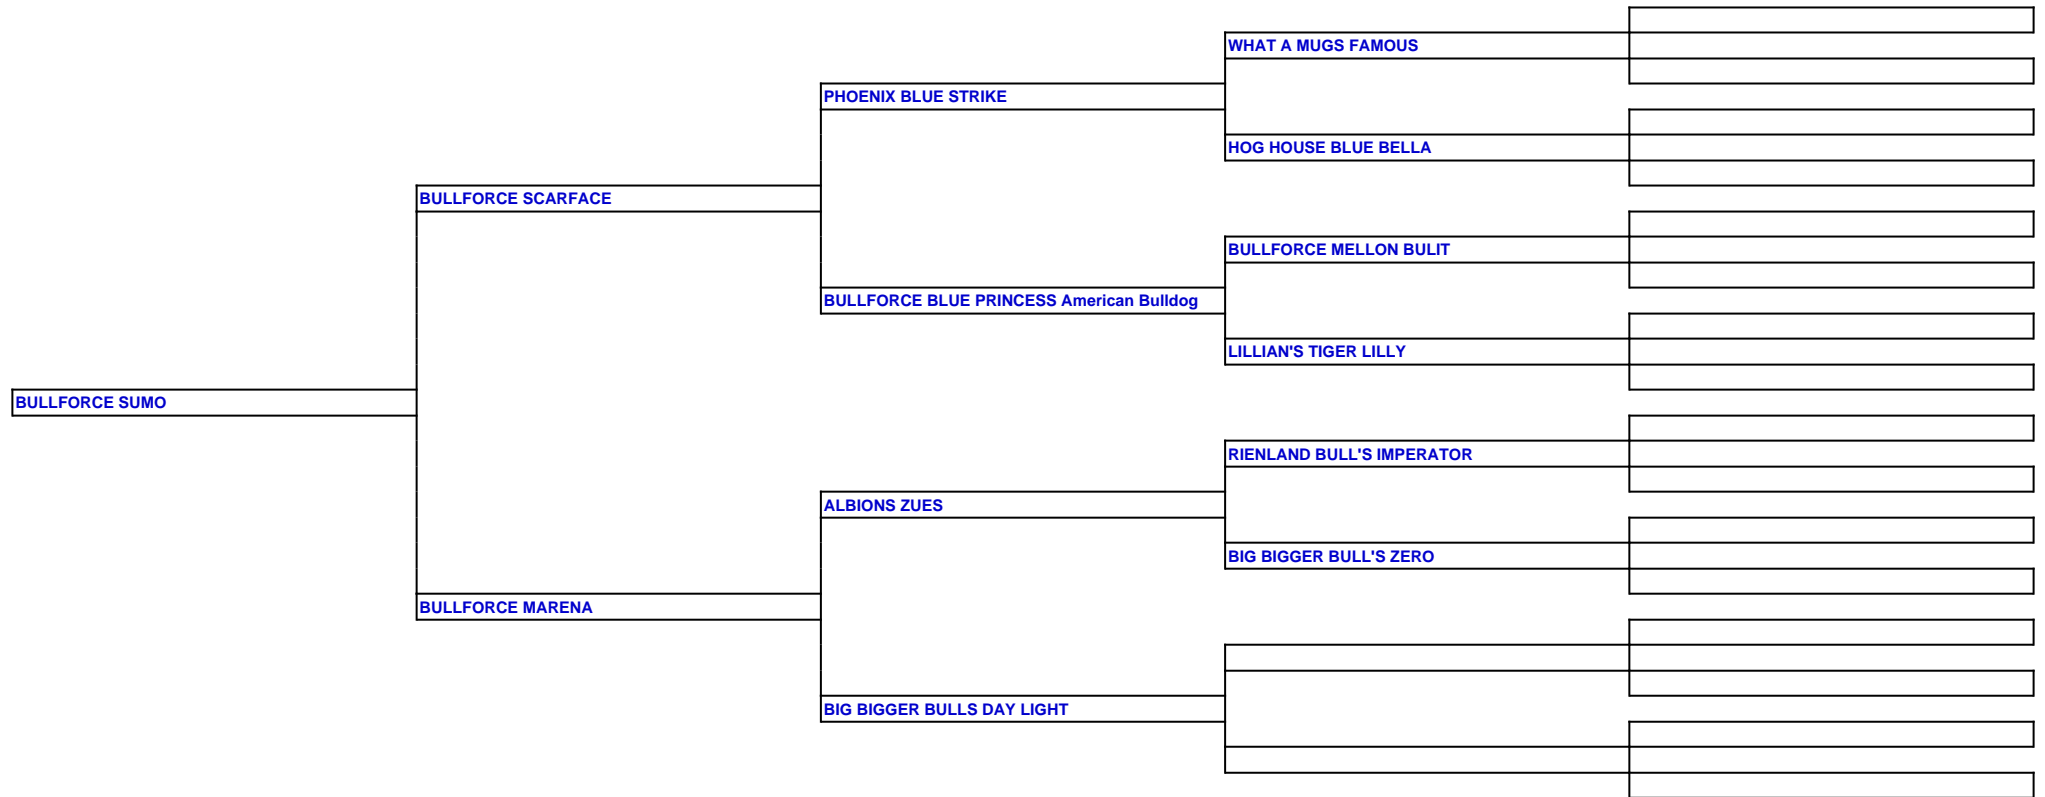 WHAT A MUGS FAMOUS
PHOENIX BLUE STRIKE
HOG HOUSE BLUE BELLA
BULLFORCE SCARFACE
BULLFORCE MELLON BULIT
BULLFORCE BLUE PRINCESS American Bulldog
LILLIAN'S TIGER LILLY
BULLFORCE SUMO
RIENLAND BULL'S IMPERATOR
ALBIONS ZUES
BIG BIGGER BULL'S ZERO
BULLFORCE MARENA
BIG BIGGER BULLS DAY LIGHT